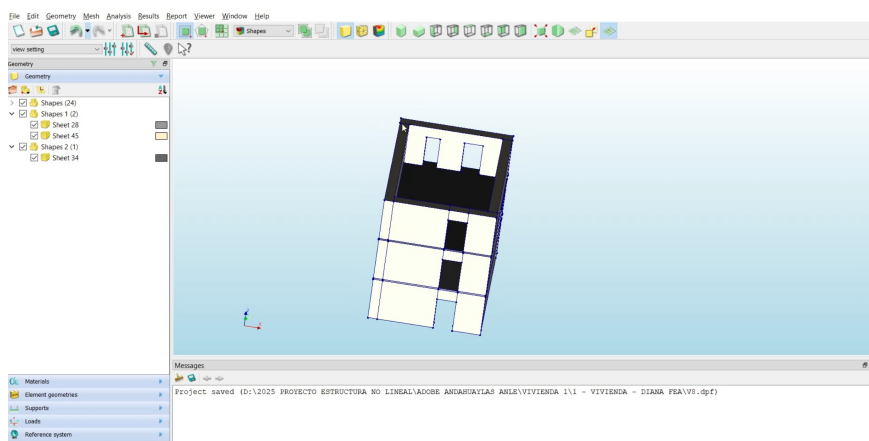 File Edit Geometry Mesh Analysis Results Report Viewer Window Help
Shapes
view setting
Geometry
Geometry
Shapes (24)
Shapes 1 (2)
Sheet 28
Sheet 45
Shapes 2 (1)
Sheet 34
Materials
Element geometries
Supports
Loads
Reference system
Messages
Project saved (D:\2025 PROYECTO ESTRUCTURA NO LINEAL\ADOBE ANDAHUAYLAS ANLE\VIVIENDA 1\1 - VIVIENDA - DIANA FEA\V8.dpf)